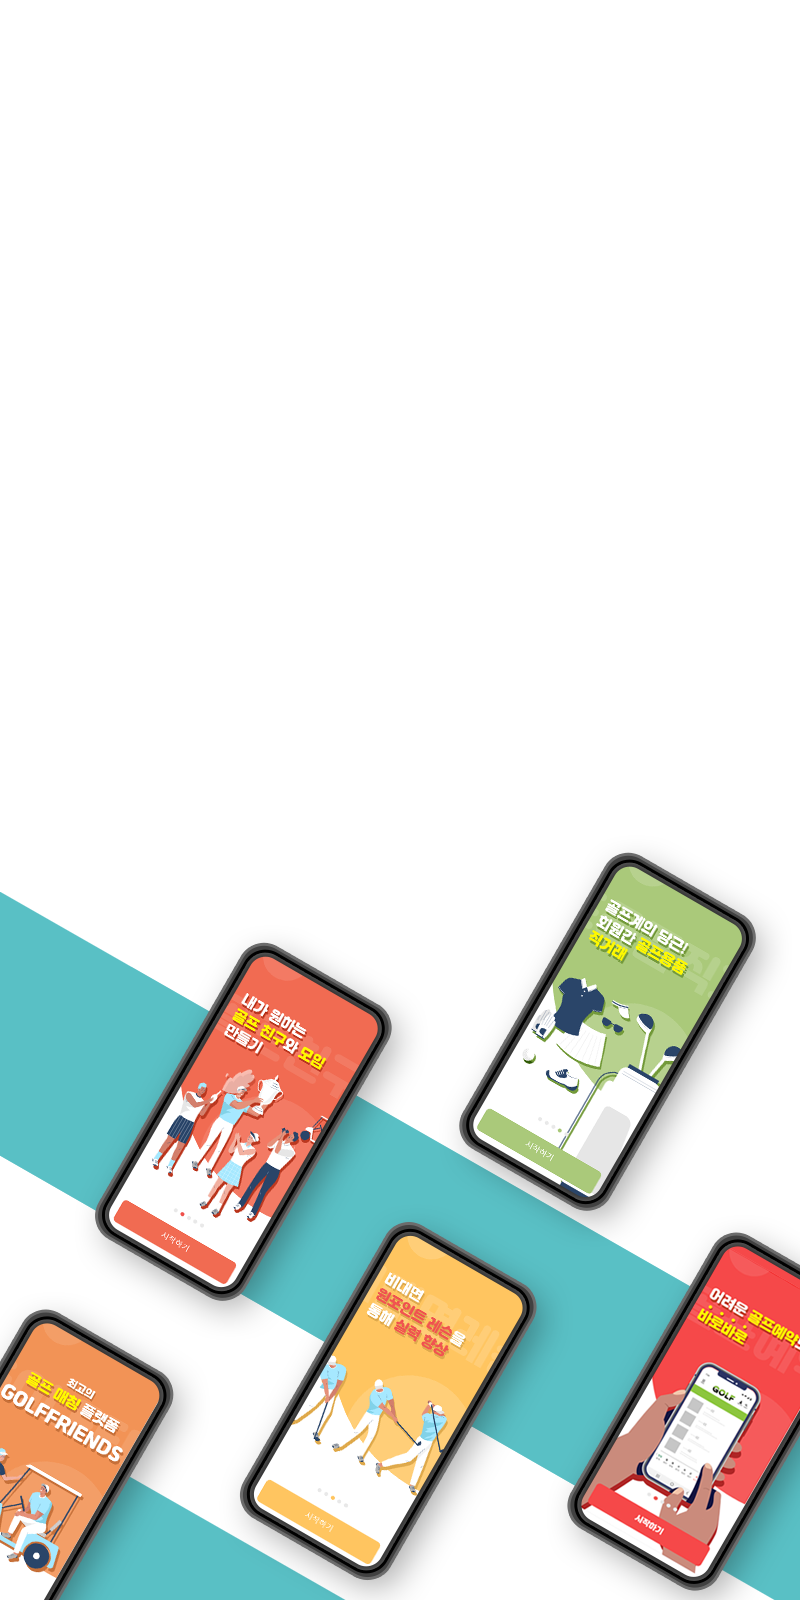 골프계의 당근!
회원간 골프용품
직거래
시작하기
내가 원하는
골프 친구와 모임
만들기
시작하기
비대면
원포인트 레슨을
통해 실력 향상
시작하기
어려운 골프예약도
바로바로
GOLF
시작하기
최고의
골프 매칭 플랫폼
GOLFFRIENDS